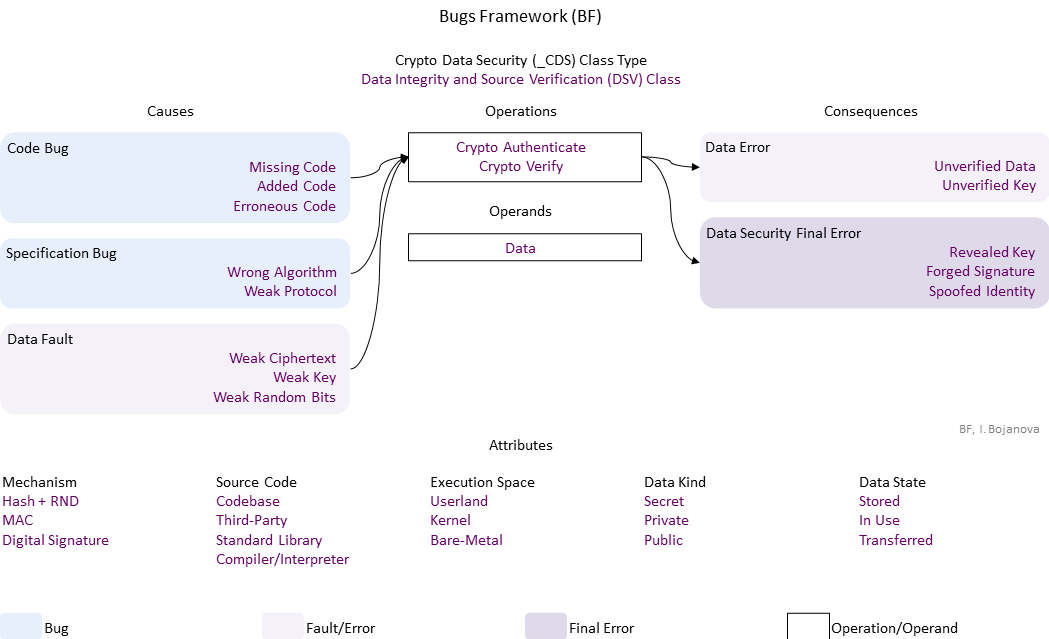 Bugs Framework (BF)
Crypto Data Security (_CDS) Class Type
Data Integrity and Source Verification (DSV) Class
Causes
Code Bug
Missing Code
Added Code
Erroneous Code
Specification Bug
Wrong Algorithm
Weak Protocol
Data Fault
Weak Ciphertext
Weak Key
Weak Random Bits
Operations
Crypto Authenticate
Crypto Verify
Operands
Data
Consequences
Data Error
Unverified Data
Unverified Key
Data Security Final Error
Revealed Key
Forged Signature
Spoofed Identity
BF, I. Bojanova
Attributes
Mechanism
Hash + RND
MAC
Digital Signature
Source Code
Codebase
Third-Party
Standard Library
Compiler/Interpreter
Execution Space
Userland
Kernel
Bare-Metal
Data Kind
Secret
Private
Public
Data State
Stored
In Use
Transferred
Bug
Fault/Error
Final Error
Operation/Operand